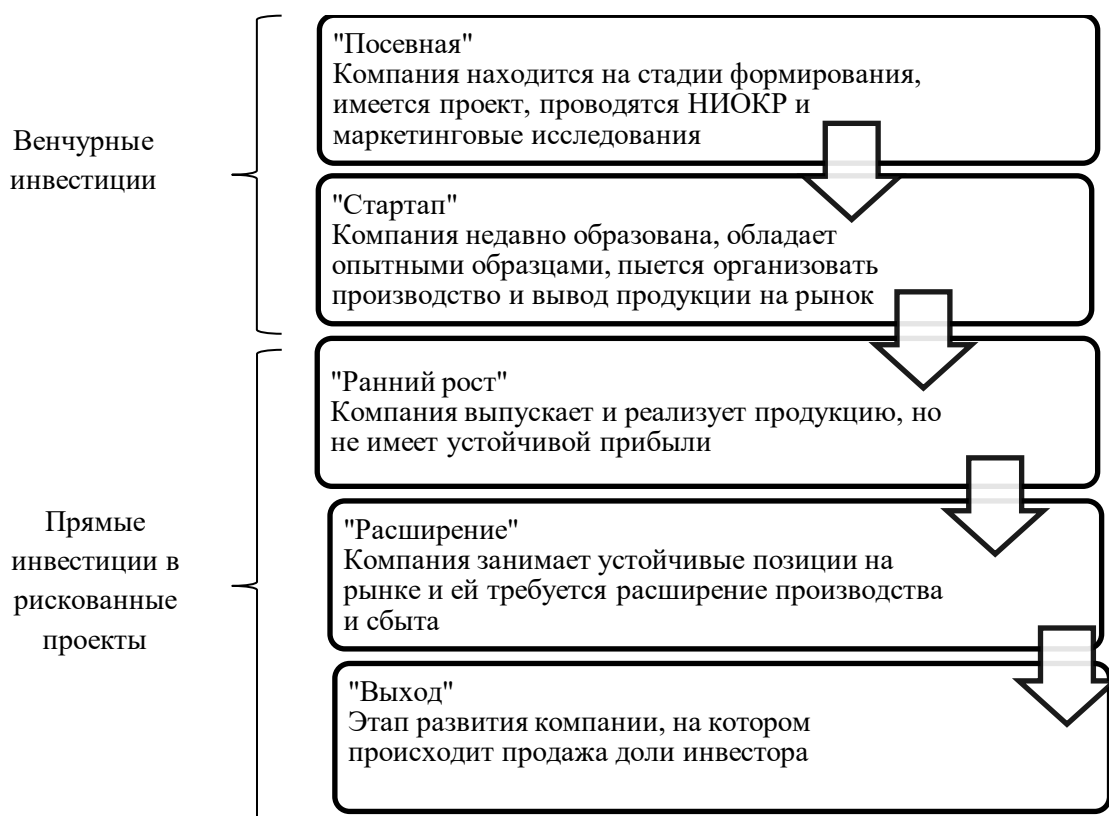 Венчурные
инвестиции
"Посевная"
Компания находится на стадии формирования,
имеется проект, проводятся НИОКР и
маркетинговые исследования
"Стартап"
Компания недавно образована, обладает
опытными образцами, пыется организовать
производство и вывод продукции на рынок
Прямые
инвестиции в
рискованные
проекты
"Ранний рост"
Компания выпускает и реализует продукцию, но
не имеет устойчивой прибыли
"Расширение"
Компания занимает устойчивые позиции на
рынке и ей требуется расширение производства
и сбыта
"Выход"
Этап развития компании, на котором
происходит продажа доли инвестора